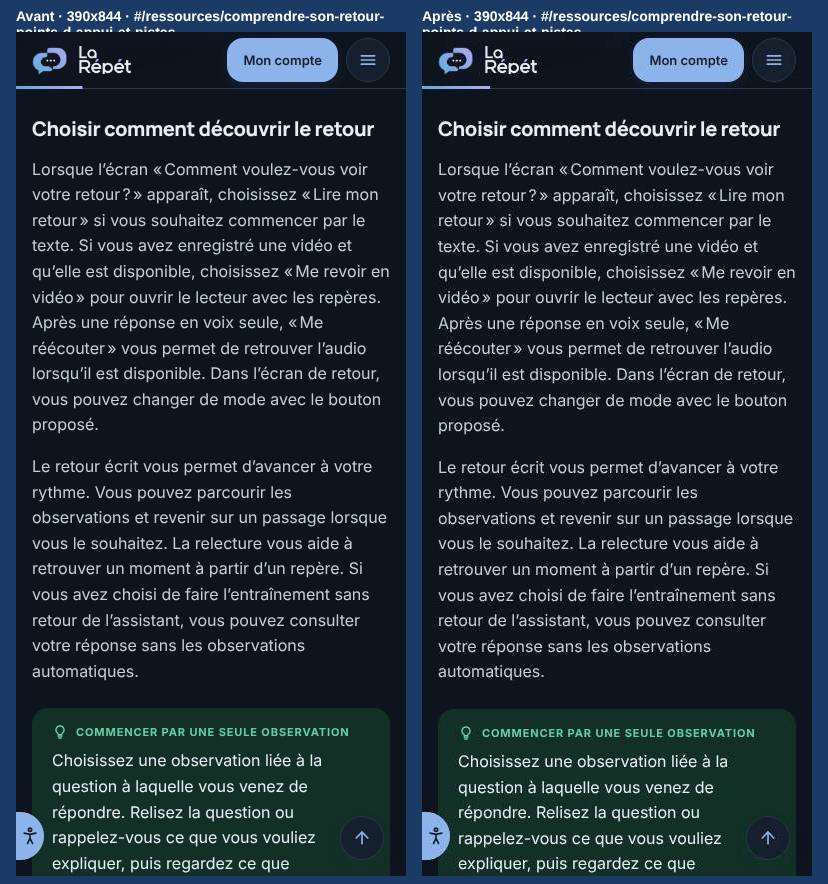 Avant · 390x844 · #/ressources/comprendre-son-retour-
points-d-appui-et-pistes
La
Répét
Mon compte
Choisir comment découvrir le retour
Lorsque l’écran « Comment voulez-vous voir
votre retour ? » apparaît, choisissez « Lire mon
retour » si vous souhaitez commencer par le
texte. Si vous avez enregistré une vidéo et
qu’elle est disponible, choisissez « Me revoir en
vidéo » pour ouvrir le lecteur avec les repères.
Après une réponse en voix seule, « Me
réécouter » vous permet de retrouver l’audio
lorsqu’il est disponible. Dans l’écran de retour,
vous pouvez changer de mode avec le bouton
proposé.
Le retour écrit vous permet d’avancer à votre
rythme. Vous pouvez parcourir les
observations et revenir sur un passage lorsque
vous le souhaitez. La relecture vous aide à
retrouver un moment à partir d’un repère. Si
vous avez choisi de faire l’entraînement sans
retour de l’assistant, vous pouvez consulter
votre réponse sans les observations
automatiques.
COMMENCER PAR UNE SEULE OBSERVATION
Choisissez une observation liée à la
question à laquelle vous venez de
répondre. Relisez la question ou
rappelez-vous ce que vous vouliez
expliquer, puis regardez ce que
Après · 390x844 · #/ressources/comprendre-son-retour-
points-d-appui-et-pistes
La
Répét
Mon compte
Choisir comment découvrir le retour
Lorsque l’écran « Comment voulez-vous voir
votre retour ? » apparaît, choisissez « Lire mon
retour » si vous souhaitez commencer par le
texte. Si vous avez enregistré une vidéo et
qu’elle est disponible, choisissez « Me revoir en
vidéo » pour ouvrir le lecteur avec les repères.
Après une réponse en voix seule, « Me
réécouter » vous permet de retrouver l’audio
lorsqu’il est disponible. Dans l’écran de retour,
vous pouvez changer de mode avec le bouton
proposé.
Le retour écrit vous permet d’avancer à votre
rythme. Vous pouvez parcourir les
observations et revenir sur un passage lorsque
vous le souhaitez. La relecture vous aide à
retrouver un moment à partir d’un repère. Si
vous avez choisi de faire l’entraînement sans
retour de l’assistant, vous pouvez consulter
votre réponse sans les observations
automatiques.
COMMENCER PAR UNE SEULE OBSERVATION
Choisissez une observation liée à la
question à laquelle vous venez de
répondre. Relisez la question ou
rappelez-vous ce que vous vouliez
expliquer, puis regardez ce que